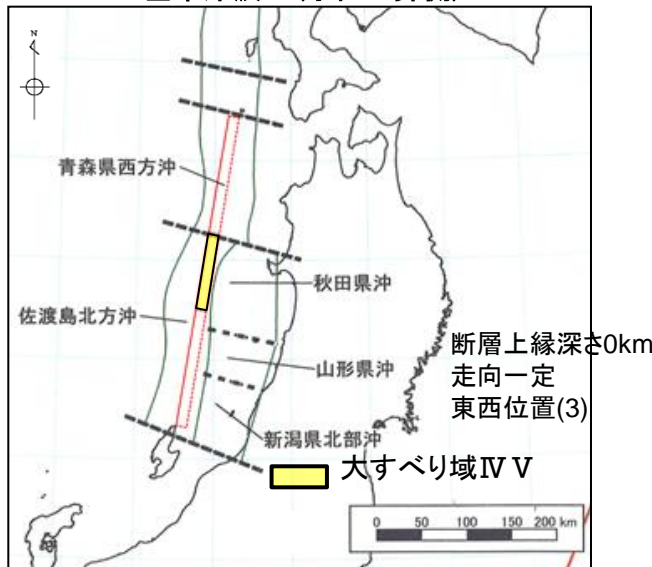 N
青森県西方沖
秋田県沖
佐渡島北方沖
山形県沖
新潟県北部沖
断層上縁深さ0km
走向一定
東西位置(3)
大すべり域Ⅳ Ⅴ
0 50 100 150 200 km